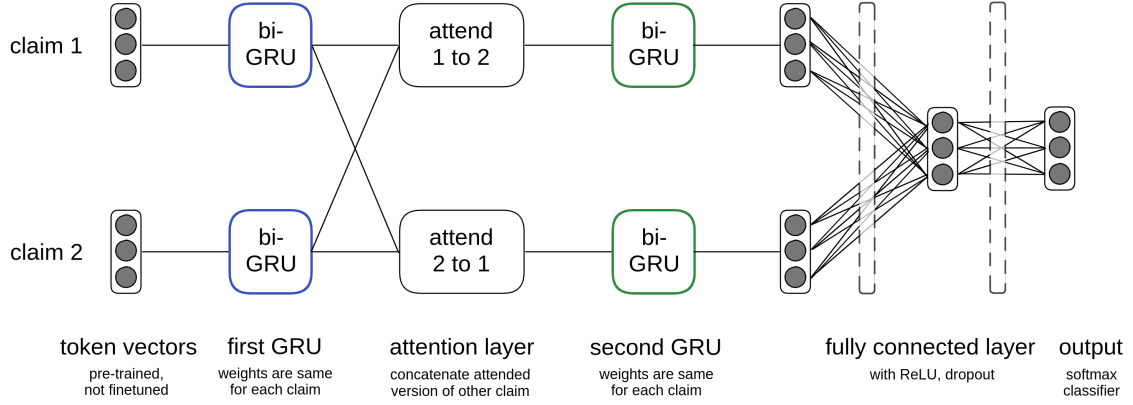 claim 1
bi-
GRU
attend
1 to 2
bi-
GRU
claim 2
bi-
GRU
attend
2 to 1
bi-
GRU
token vectors
pre-trained,
not finetuned
first GRU
weights are same
for each claim
attention layer
concatenate attended
version of other claim
second GRU
weights are same
for each claim
fully connected layer
with ReLU, dropout
output
softmax
classifier